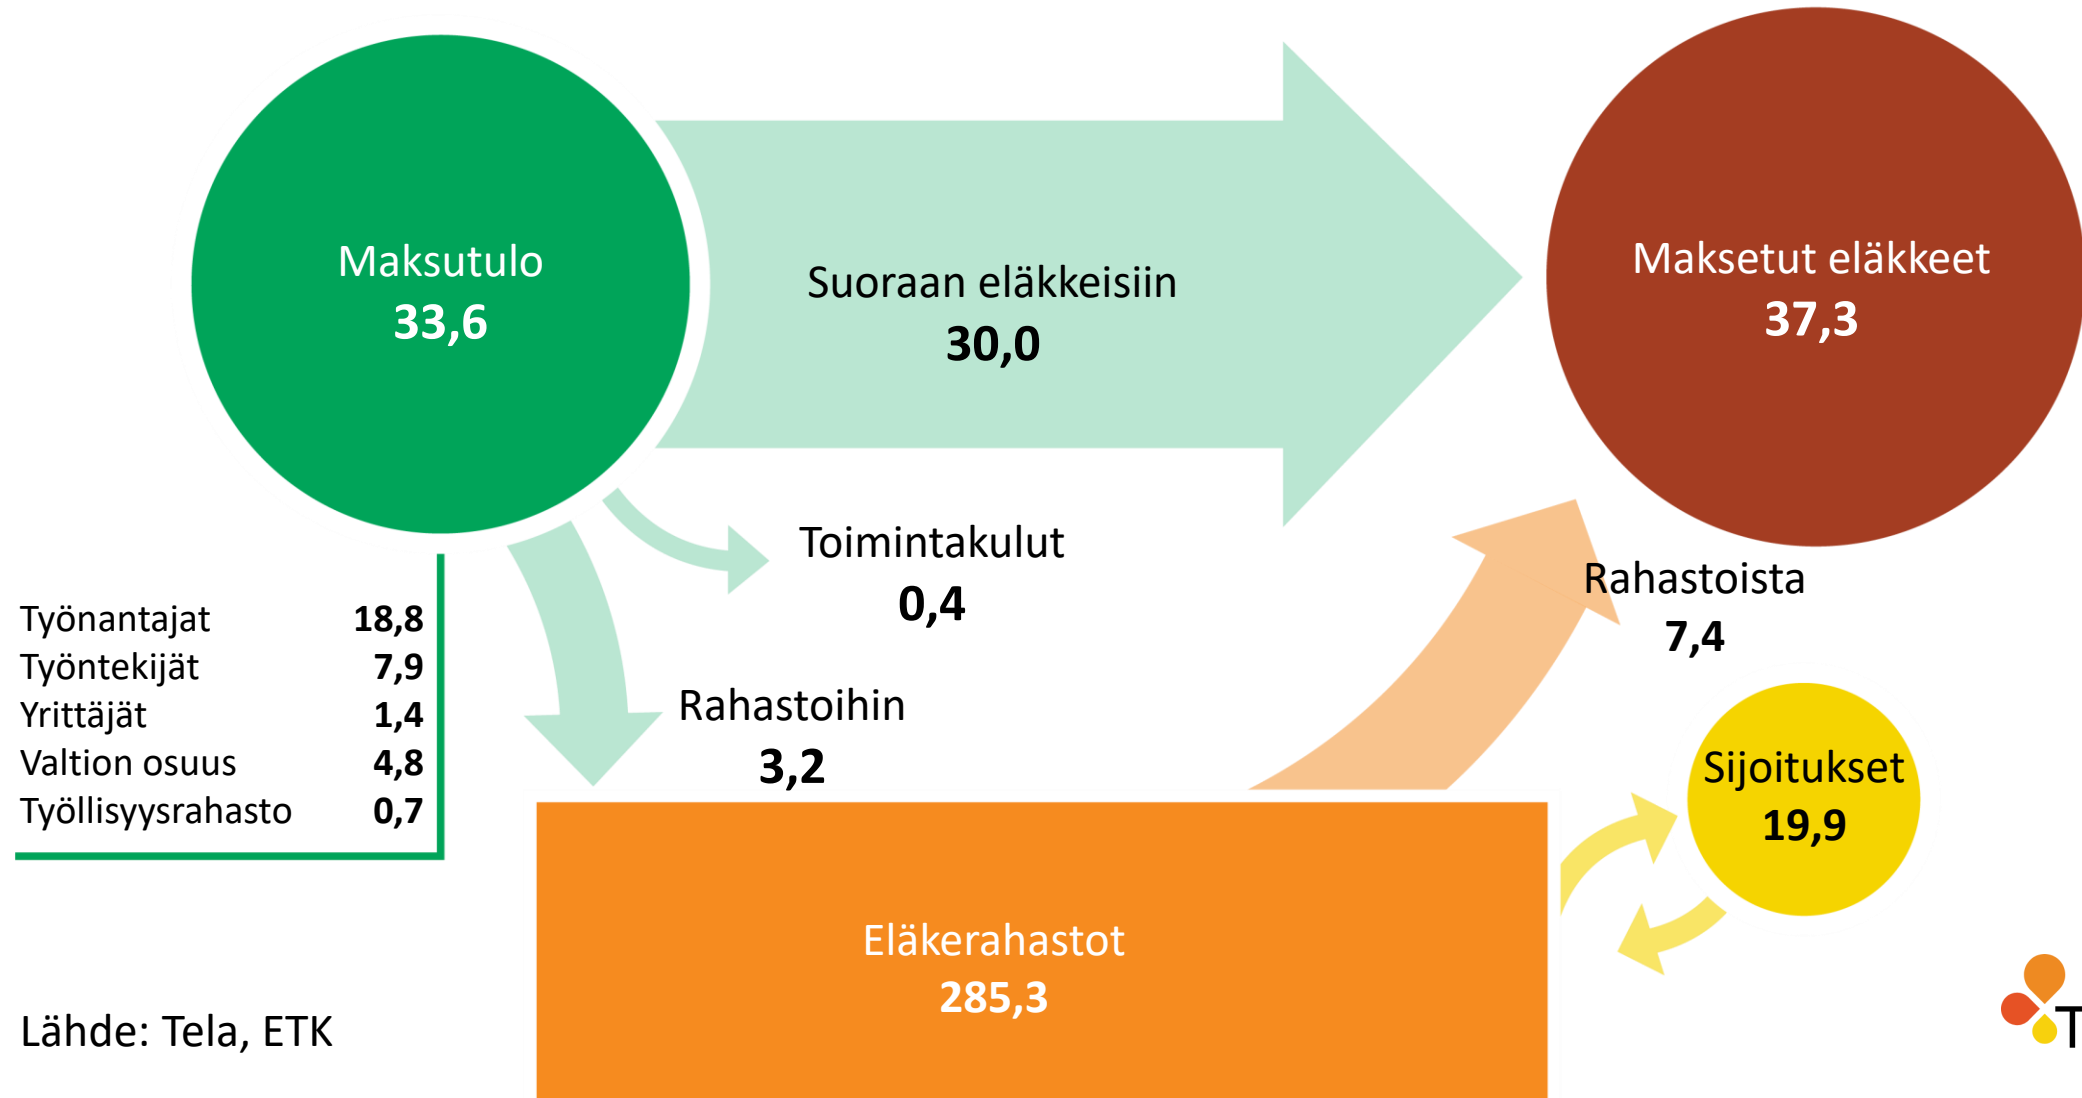 Maksutulo
33,6
Suoraan eläkkeisiin
30,0
Maksetut eläkkeet
37,3
Toimintakulut
0,4
Rahastoista
7,4
Työnantajat 18,8
Työntekijät 7,9
Yrittäjät 1,4
Valtion osuus 4,8
Työllisyysrahasto 0,7
Rahastoihin
3,2
Sijoitukset
19,9
Eläkerahastot
285,3
Lähde: Tela, ETK
T